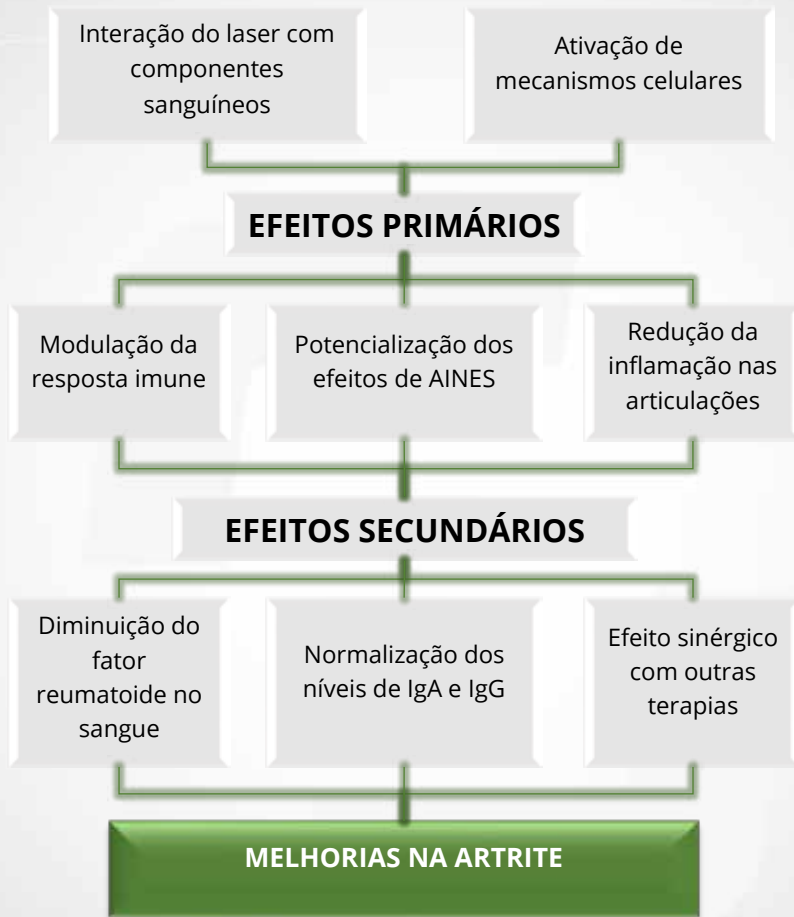 Interação do laser com
componentes
sanguíneos
Ativação de
mecanismos celulares
EFEITOS PRIMÁRIOS
Modulação da
resposta imune
Potencialização dos
efeitos de AINES
Redução da
inflamação nas
articulações
EFEITOS SECUNDÁRIOS
Diminuição do
fator
reumatoide no
sangue
Normalização dos
níveis de IgA e IgG
Efeito sinérgico
com outras
terapias
MELHORIAS NA ARTRITE